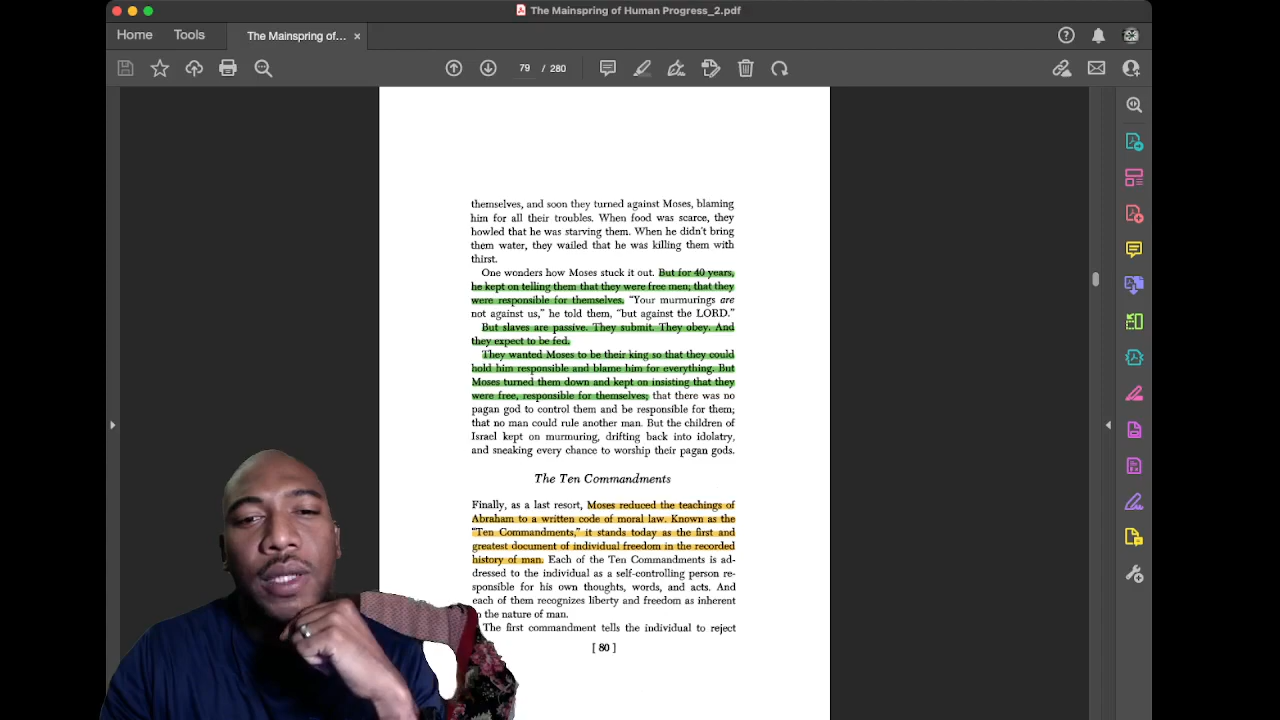 The Mainspring of Human Progress_2.pdf
Home
Tools
The Mainspring of...
79 / 280
themselves, and soon they turned against Moses, blaming
him for all their troubles. When food was scarce, they
howled that he was starving them. When he didn't bring
them water, they wailed that he was killing them with
thirst.
One wonders how Moses stuck it out. But for 40 years,
he kept on telling them that they were free men; that they
were responsible for themselves. "Your murmurings are
not against us," he told them, "but against the LORD."
But slaves are passive. They submit. They obey. And
they expect to be fed.
They wanted Moses to be their king so that they could
hold him responsible and blame him for everything. But
Moses turned them down and kept on insisting that they
were free, responsible for themselves; that there was no
pagan god to control them and be responsible for them;
that no man could rule another man. But the children of
Israel kept on murmuring, drifting back into idolatry,
and sneaking every chance to worship their pagan gods.
The Ten Commandments
Finally, as a last resort, Moses reduced the teachings of
Abraham to a written code of moral law. Known as the
"Ten Commandments," it stands today as the first and
greatest document of individual freedom in the recorded
history of man. Each of the Ten Commandments is ad-
dressed to the individual as a self-controlling person re-
sponsible for his own thoughts, words, and acts. And
each of them recognizes liberty and freedom as inherent
n the nature of man.
The first commandment tells the individual to reject
[ 80 ]